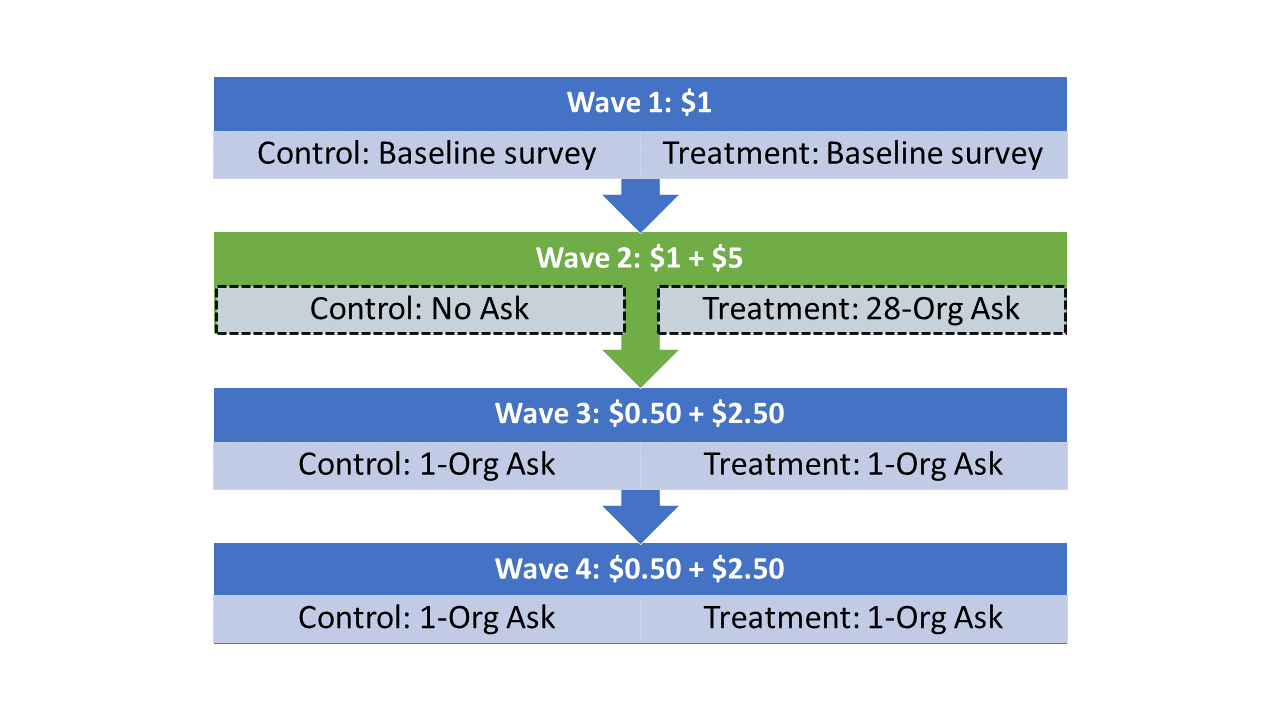 Wave 1: $1
Control: Baseline survey
Treatment: Baseline survey
Wave 2: $1 + $5
Control: No Ask
Treatment: 28-Org Ask
Wave 3: $0.50 + $2.50
Control: 1-Org Ask
Treatment: 1-Org Ask
Wave 4: $0.50 + $2.50
Control: 1-Org Ask
Treatment: 1-Org Ask